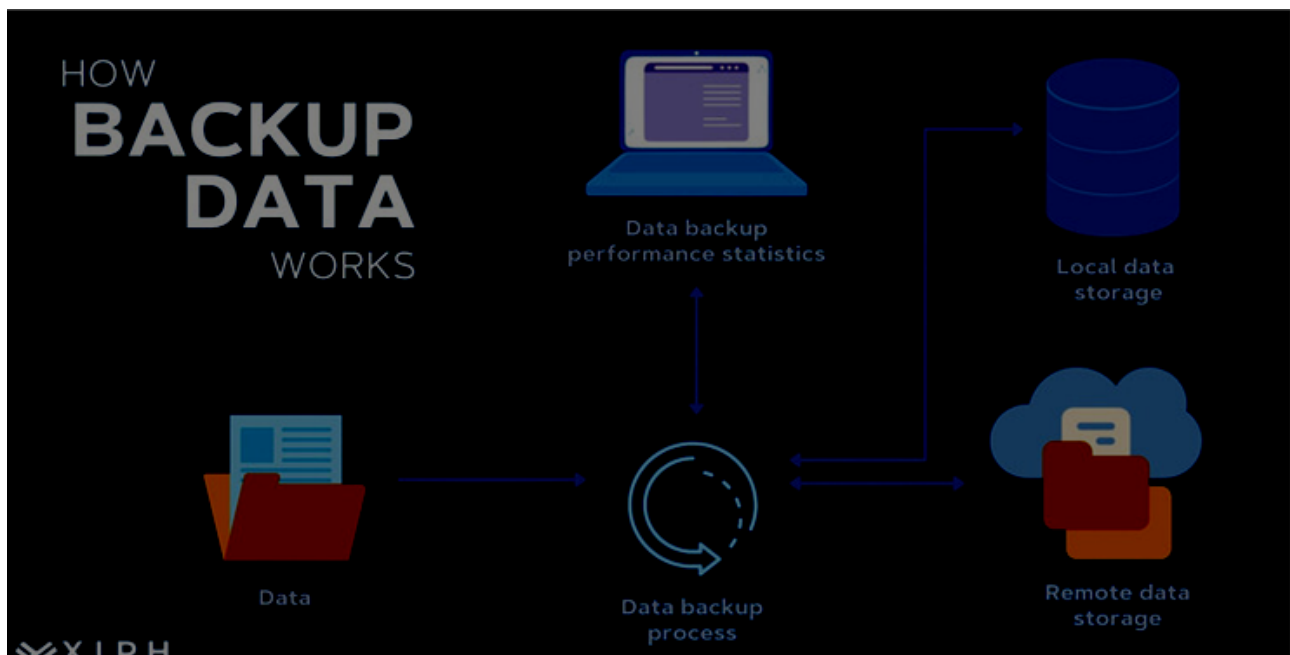 HOW
BACKUP
DATA
WORKS
Data backup
performance statistics
Local data
storage
Data
Data backup
process
Remote data
storage